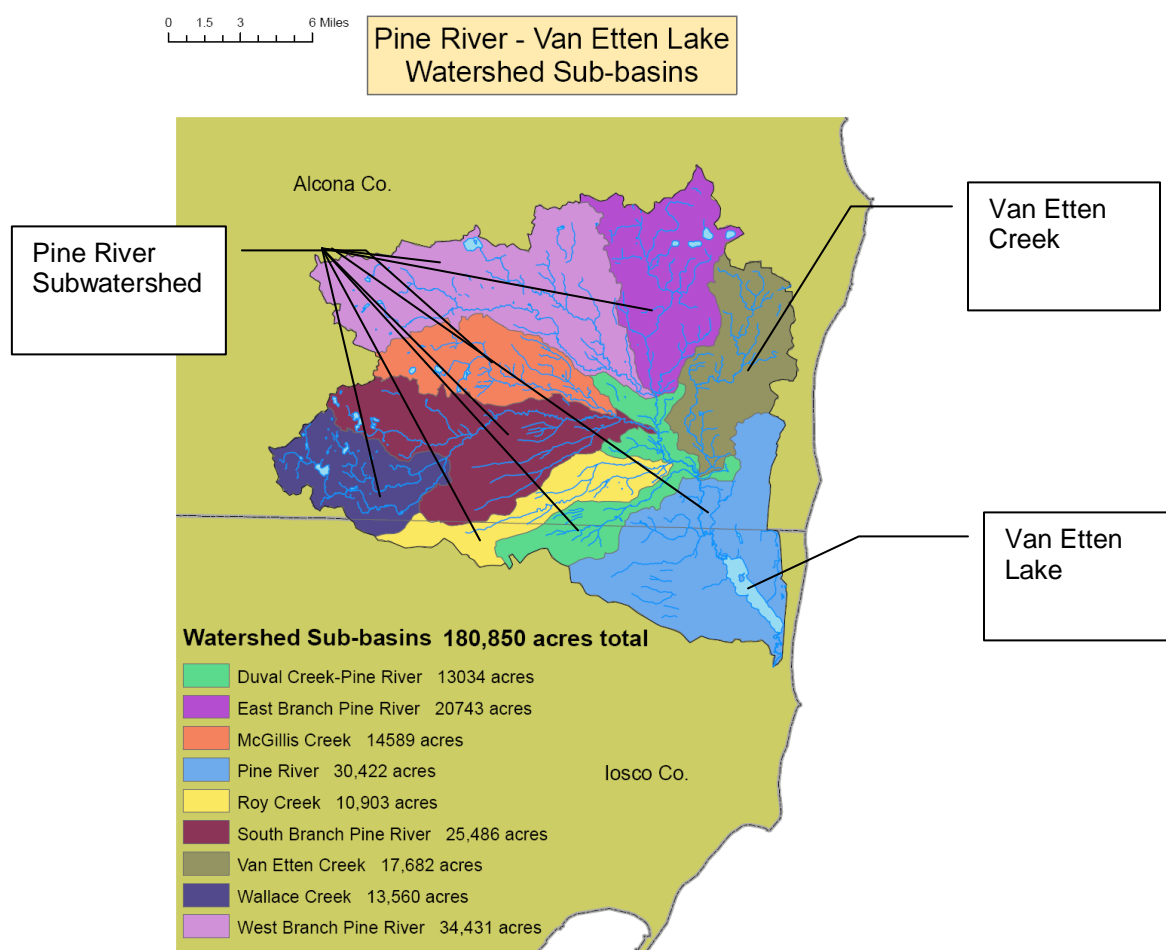 0 1.5 3 6 Miles
Pine River - Van Etten Lake
Watershed Sub-basins
Alcona Co.
Pine River
Subwatershed
Van Etten
Creek
Van Etten
Lake
Watershed Sub-basins 180,850 acres total
Duval Creek-Pine River 13034 acres
East Branch Pine River 20743 acres
McGillis Creek 14589 acres
Pine River 30,422 acres
Roy Creek 10,903 acres
South Branch Pine River 25,486 acres
Van Etten Creek 17,682 acres
Wallace Creek 13,560 acres
West Branch Pine River 34,431 acres
Iosco Co.